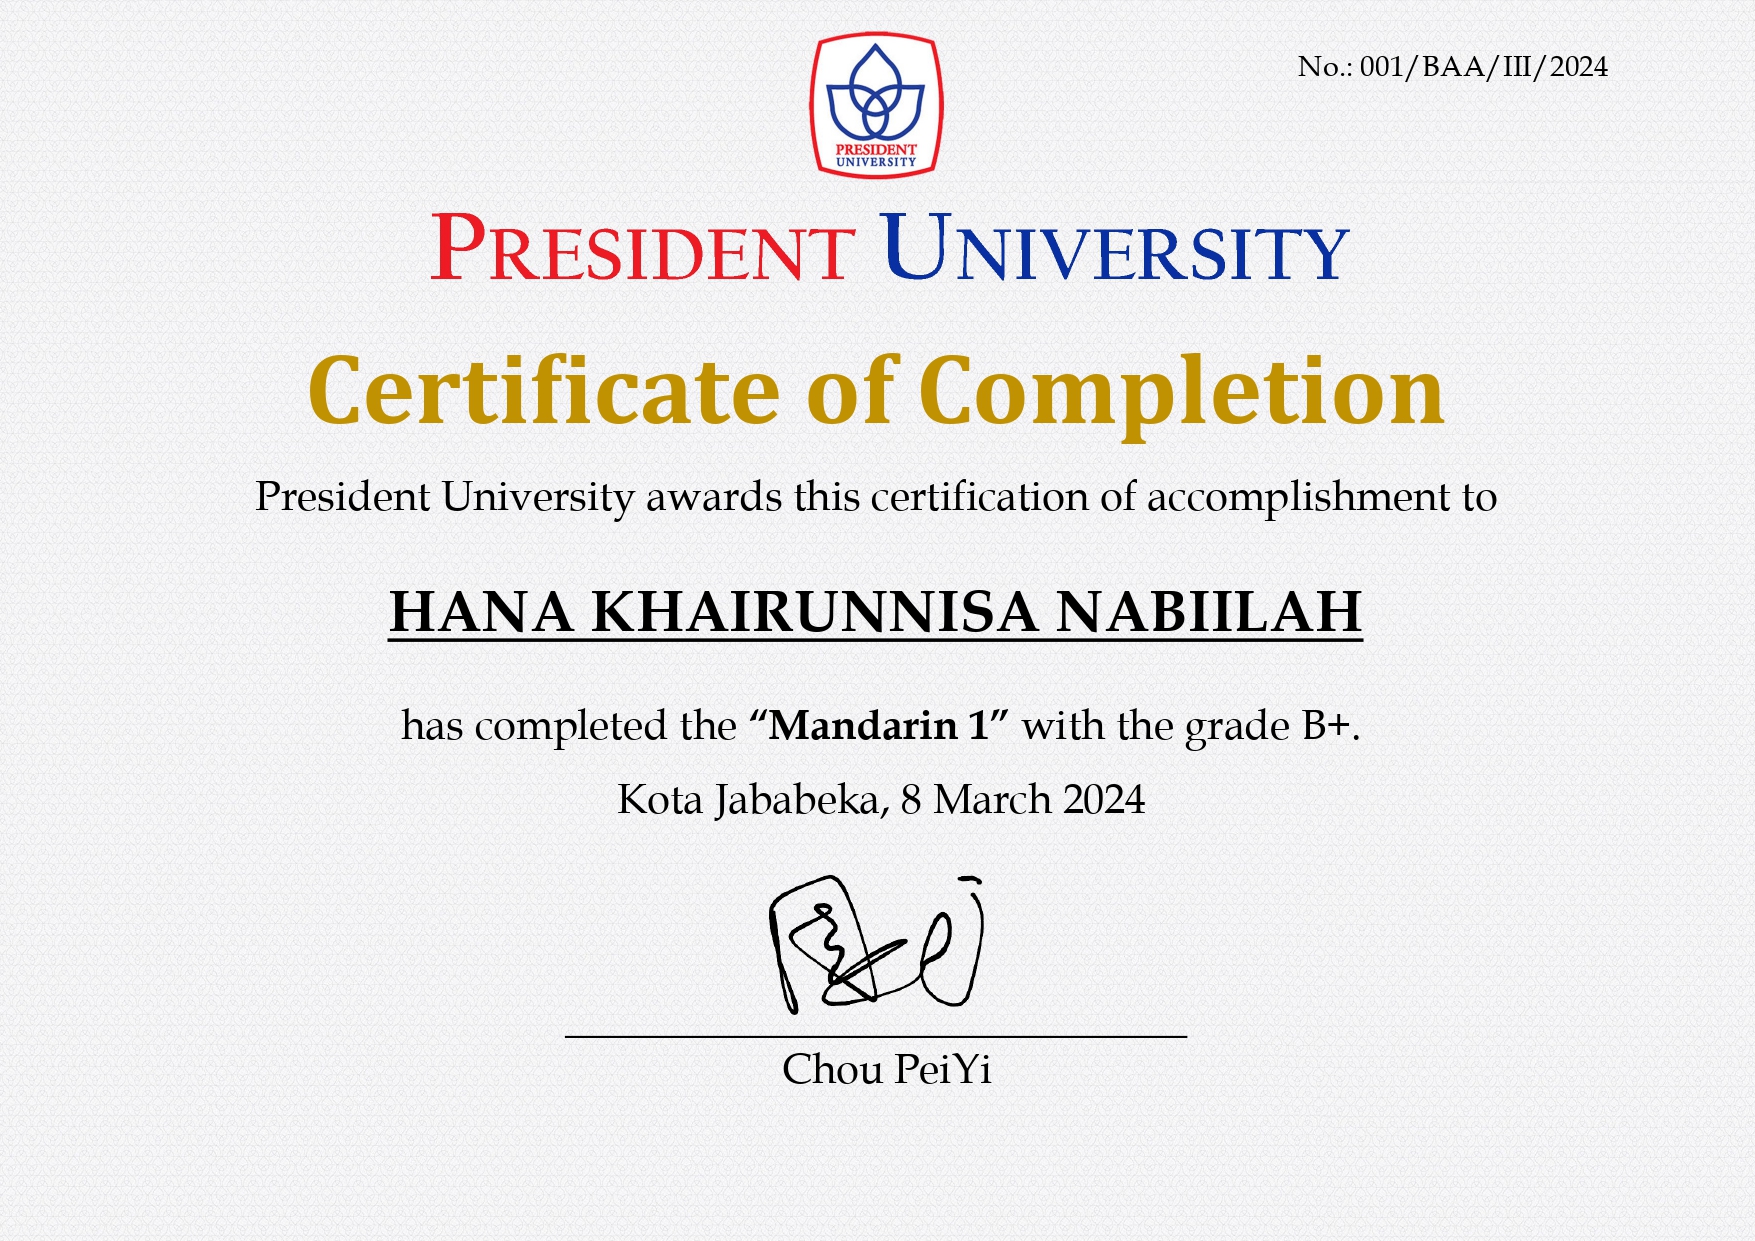 No.: 001/BAA/III/2024
PRESIDENT
UNIVERSITY
PRESIDENT UNIVERSITY
Certificate of Completion
President University awards this certification of accomplishment to
HANA KHAIRUNNISA NABIILAH
has completed the “Mandarin 1” with the grade B+.
Kota Jababeka, 8 March 2024
Chou PeiYi